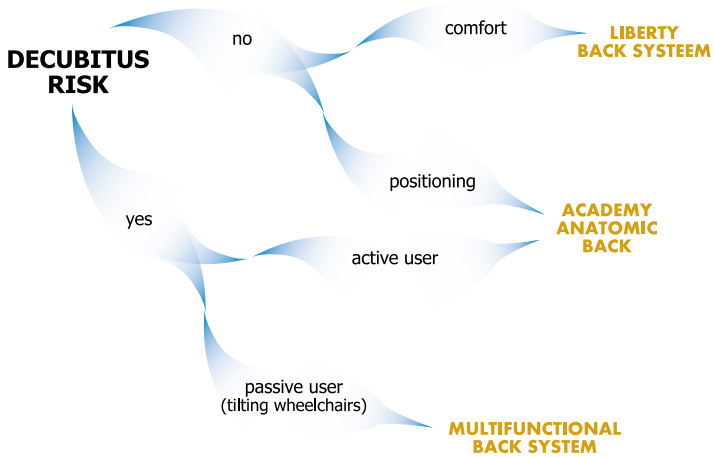 DECUBITUS
RISK
no
comfort
LIBERTY
BACK SYSTEEM
positioning
ACADEMY
ANATOMIC
BACK
yes
active user
passive user
(tilting wheelchairs)
MULTIFUNCTIONAL
BACK SYSTEM